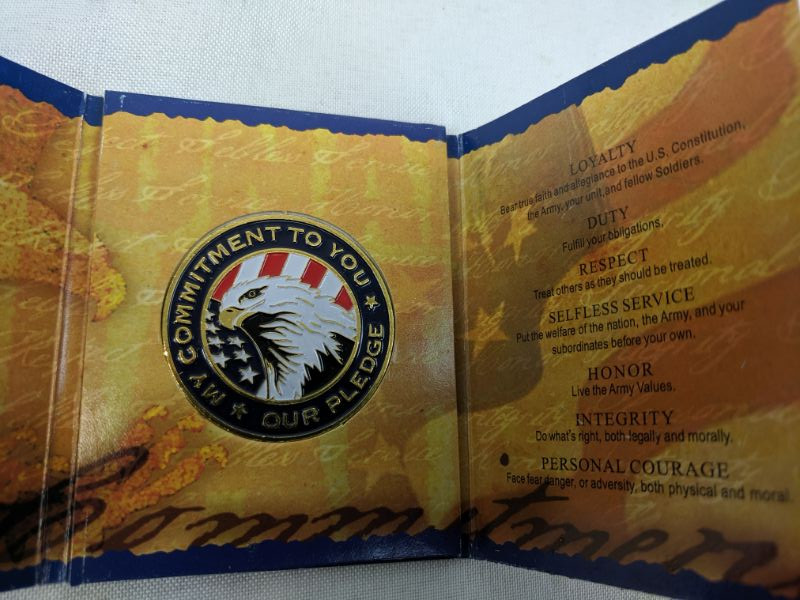 MY COMMITMENT TO YOU
OUR PLEDGE
LOYALTY
Bear true faith and allegiance to the U.S. Constitution,
the Army, your unit, and fellow Soldiers.
DUTY
Fulfill your obligations.
RESPECT
Treat others as they should be treated.
SELFLESS SERVICE
Put the welfare of the nation, the Army, and your
subordinates before your own.
HONOR
Live the Army Values.
INTEGRITY
Do what's right, both legally and morally.
PERSONAL COURAGE
Face fear danger, or adversity, both physical and moral.
Commitmen